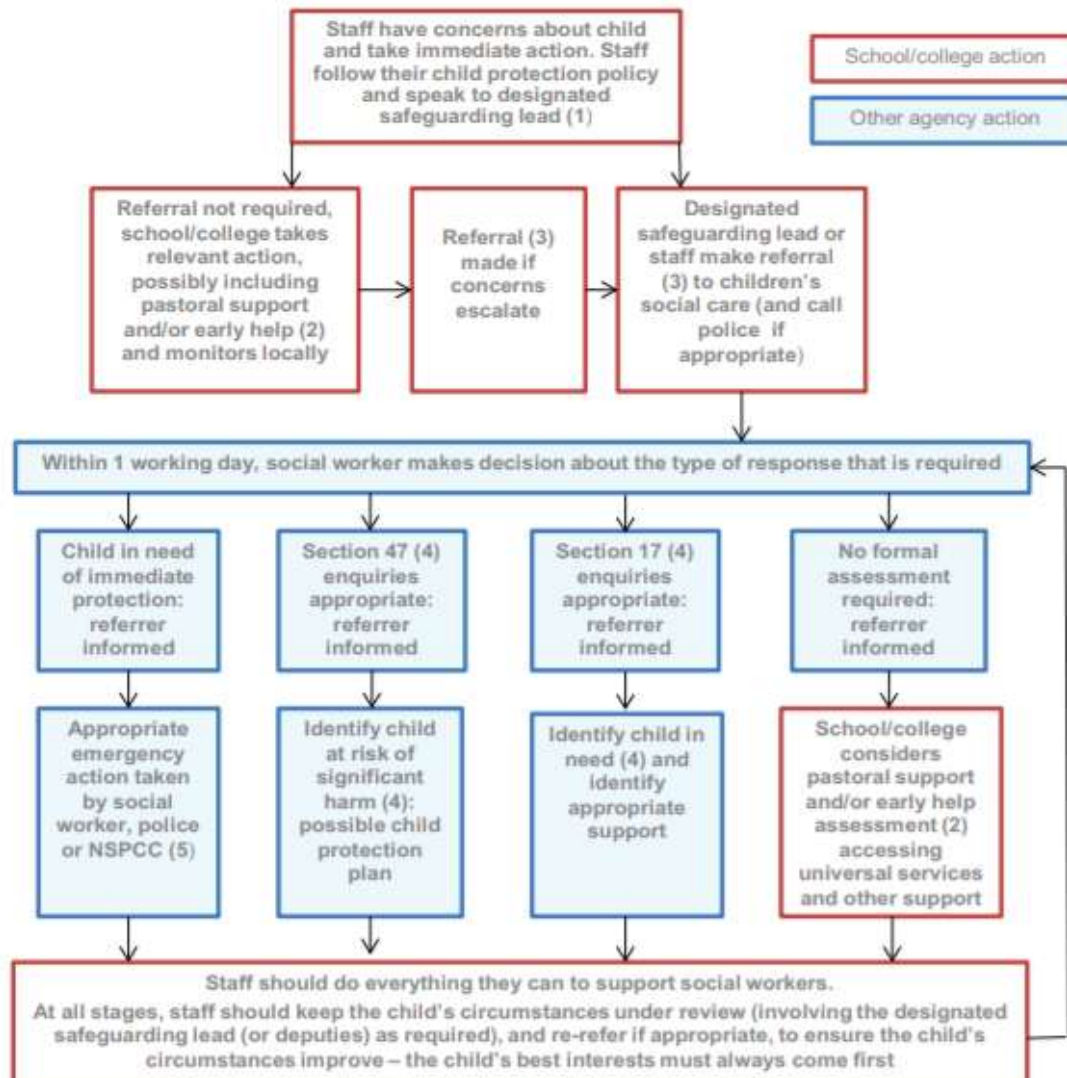 Staff have concerns about child
and take immediate action. Staff
follow their child protection policy
and speak to designated
safeguarding lead (1)
School/college action
Other agency action
Referral not required,
school/college takes
relevant action,
possibly including
pastoral support
and/or early help (2)
and monitors locally
Referral (3)
made if
concerns
escalate
Designated
safeguarding lead or
staff make referral
(3) to children's
social care (and call
police if
appropriate)
Within 1 working day, social worker makes decision about the type of response that is required
Child in need
of immediate
protection:
referrer
informed
Section 47 (4)
enquiries
appropriate:
referrer
informed
Section 17 (4)
enquiries
appropriate:
referrer
informed
No formal
assessment
required:
referrer
informed
Appropriate
emergency
action taken
by social
worker, police
or NSPCC (5)
Identify child
at risk of
significant
harm (4):
possible child
protection
plan
Identify child in
need (4) and
identify
appropriate
support
School/college
considers
pastoral support
and/or early help
assessment (2)
accessing
universal services
and other support
Staff should do everything they can to support social workers.
At all stages, staff should keep the child's circumstances under review (involving the designated
safeguarding lead (or deputies) as required), and re-refer if appropriate, to ensure the child's
circumstances improve – the child's best interests must always come first